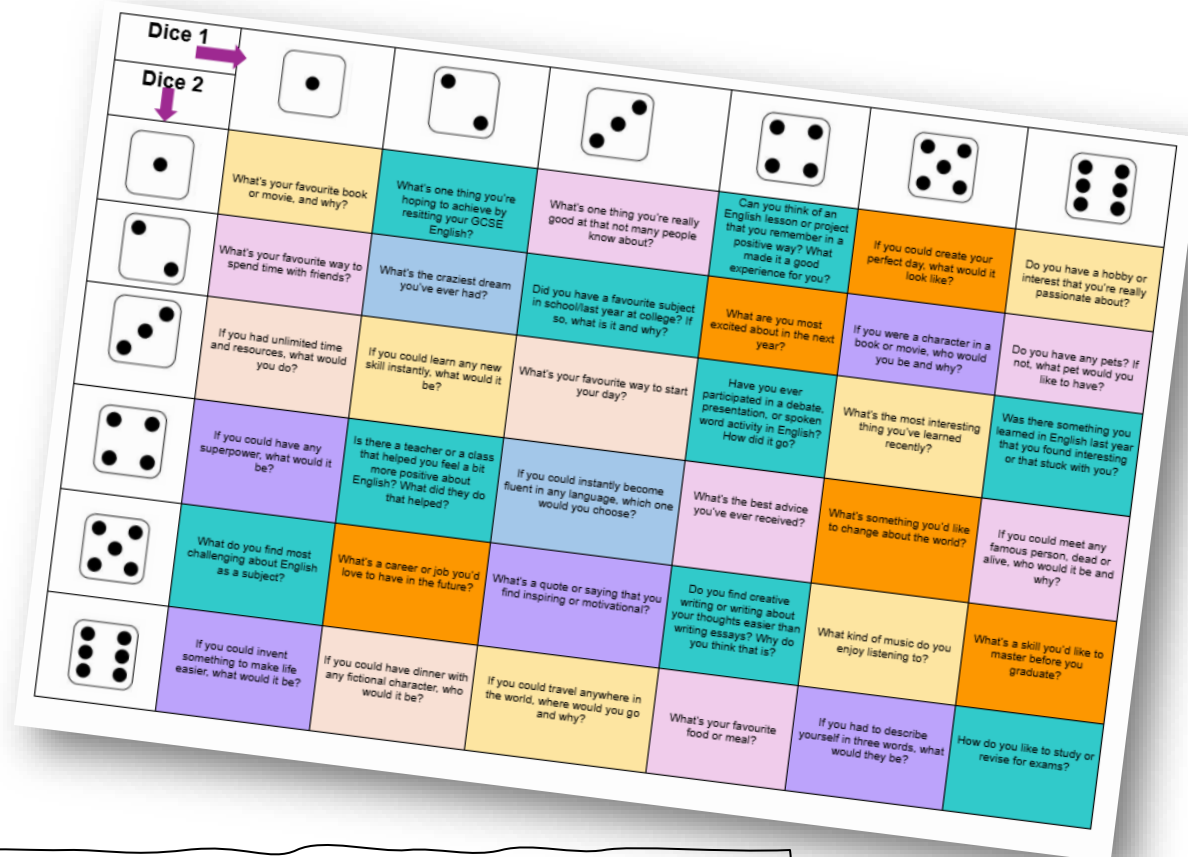 Dice 1
Dice 2
What's your favourite book
or movie, and why?
What's one thing you're
hoping to achieve by
resitting your GCSE
English?
What's one thing you're really
good at that not many people
know about?
Can you think of an
English lesson or project
that you remember in a
positive way? What
made it a good
experience for you?
If you could create your
perfect day, what would it
look like?
Do you have a hobby or
interest that you're really
passionate about?
What's your favourite way to
spend time with friends?
What's the craziest dream
you've ever had?
Did you have a favourite subject
in school/last year at college? If
so, what is it and why?
What are you most
excited about in the next
year?
If you were a character in a
book or movie, who would
you be and why?
Do you have any pets? If
not, what pet would you
like to have?
If you had unlimited time
and resources, what would
you do?
If you could learn any new
skill instantly, what would it
be?
What's your favourite way to start
your day?
Have you ever
participated in a debate,
presentation, or spoken
word activity in English?
How did it go?
What's the most interesting
thing you've learned
recently?
Was there something you
learned in English last year
that you found interesting
or that stuck with you?
If you could have any
superpower, what would it
be?
Is there a teacher or a class
that helped you feel a bit
more positive about
English? What did they do
that helped?
If you could instantly become
fluent in any language, which one
would you choose?
What's the best advice
you've ever received?
What's something you'd like
to change about the world?
If you could meet any
famous person, dead or
alive, who would it be and
why?
What do you find most
challenging about English
as a subject?
What's a career or job you'd
love to have in the future?
What's a quote or saying that you
find inspiring or motivational?
Do you find creative
writing or writing about
your thoughts easier than
writing essays? Why do
you think that is?
What kind of music do you
enjoy listening to?
What's a skill you'd like to
master before you
graduate?
If you could invent
something to make life
easier, what would it be?
If you could have dinner with
any fictional character, who
would it be?
If you could travel anywhere in
the world, where would you go
and why?
What's your favourite
food or meal?
If you had to describe
yourself in three words, what
would they be?
How do you like to study or
revise for exams?